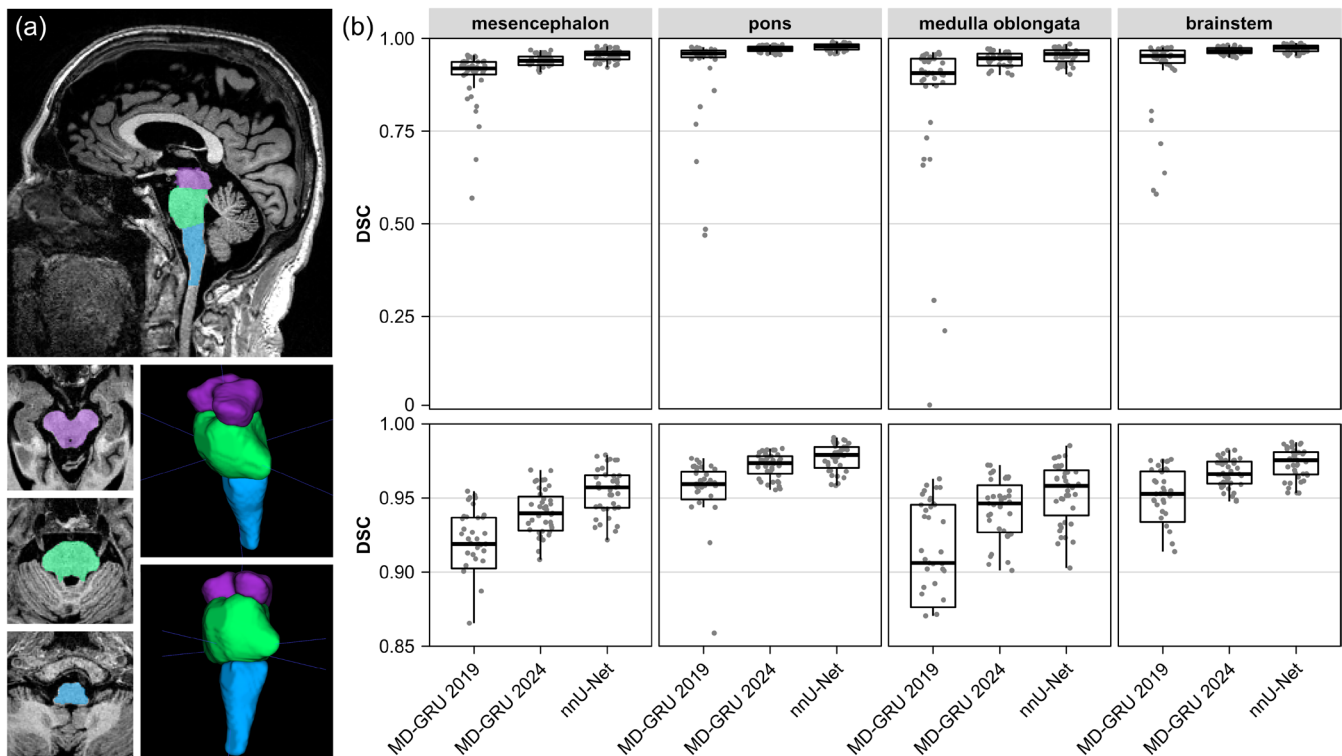 (a)
(b)
mesencephalon
pons
medulla oblongata
brainstem
DSC
1.00
0.75
0.50
0.25
0
DSC
1.00
0.95
0.90
0.85
MD-GRU 2019
MD-GRU 2024
nnU-Net
MD-GRU 2019
MD-GRU 2024
nnU-Net
MD-GRU 2019
MD-GRU 2024
nnU-Net
MD-GRU 2019
MD-GRU 2024
nnU-Net